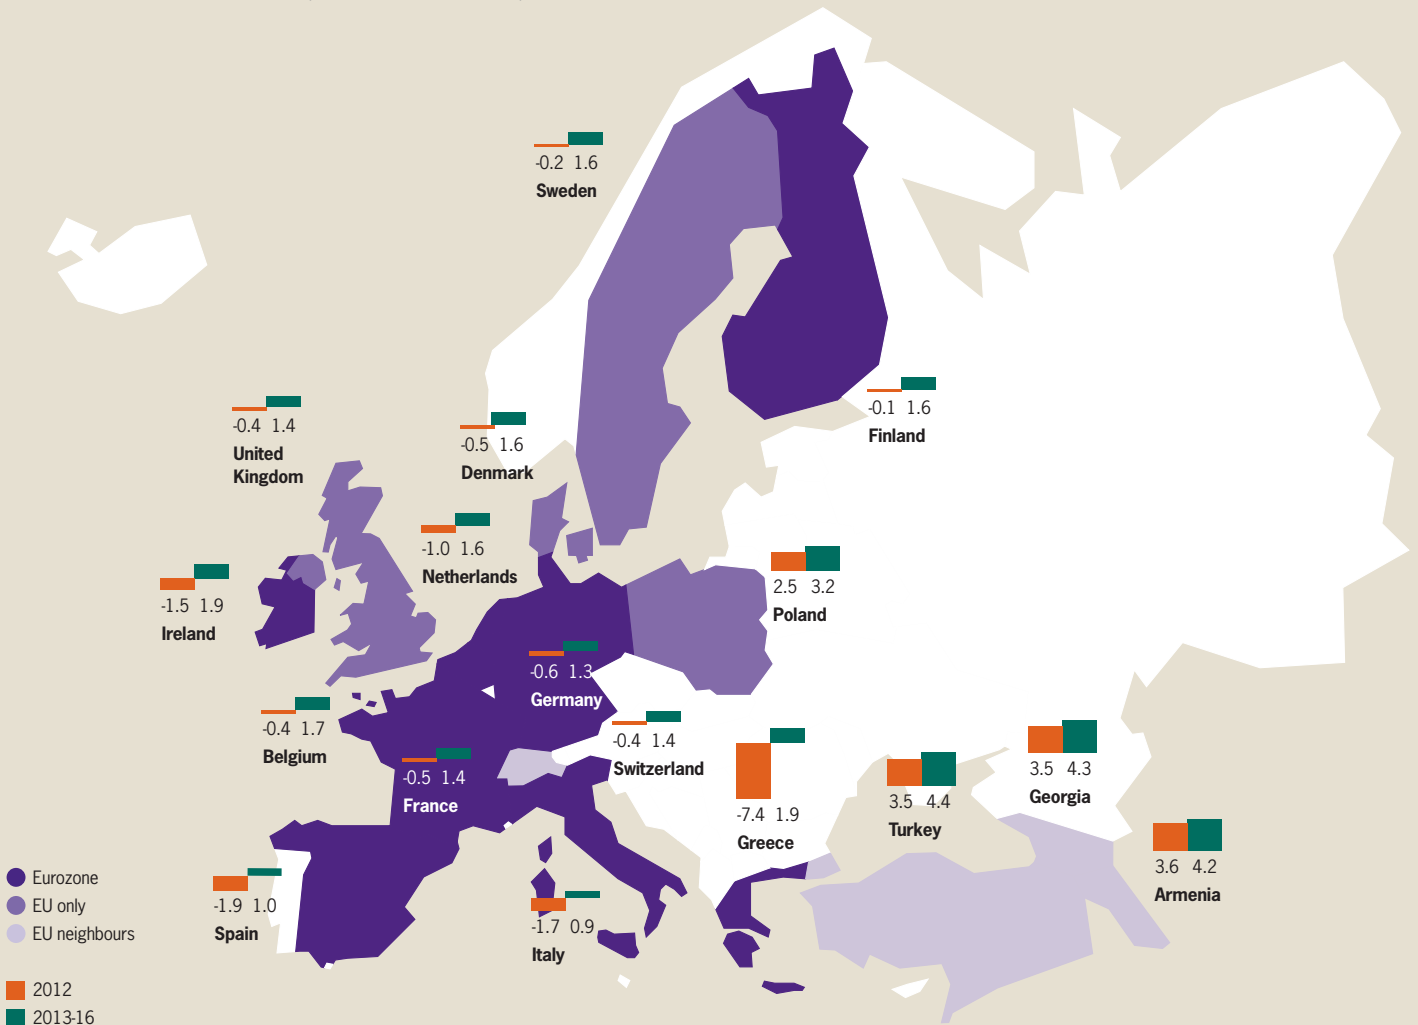 -0.2 1.6
Sweden
-0.1 1.6
Finland
-0.4 1.4
United
Kingdom
-0.5 1.6
Denmark
-1.0 1.6
Netherlands
-1.5 1.9
Ireland
2.5 3.2
Poland
-0.6 1.3
Germany
-0.4 1.7
Belgium
-0.5 1.4
France
-0.4 1.4
Switzerland
-7.4 1.9
Greece
3.5 4.4
Turkey
3.5 4.3
Georgia
3.6 4.2
Armenia
-1.9 1.0
Spain
-1.7 0.9
Italy
Eurozone
EU only
EU neighbours
2012
2013-16